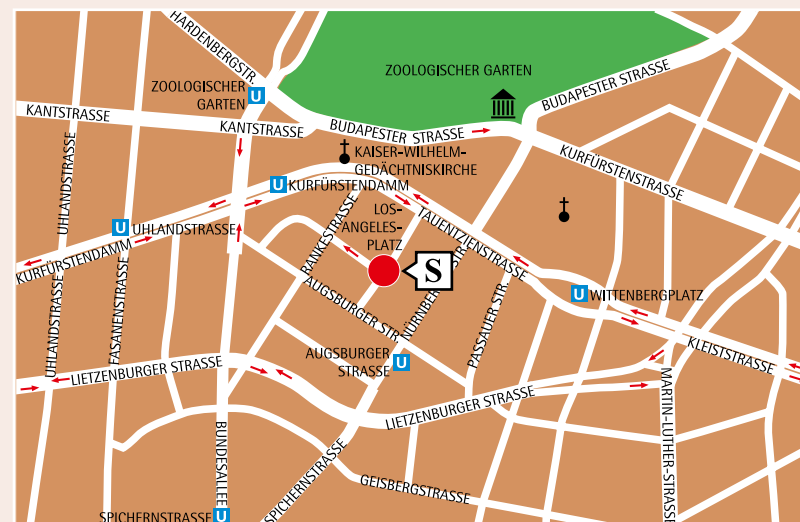 HARDENBERGSTR.
ZOOLOGISCHER GARTEN
ZOOLOGISCHER
GARTEN
U
BUDAPESTER STRASSE
KANTSTRASSE
KANTSTRASSE
BUDAPESTER STRASSE
UHLANDSTRASSE
KAISER-WILHELM-
GEDÄCHTNISKIRCHE
KURFÜRSTENSTRASSE
U
KURFÜRSTENDAMM
LOS-
ANGELES-
PLATZ
TAUENTZIENSTRASSE
U
UHLANDSTRASSE
RANKESTRASSE
KURFÜRSTENDAMM
S
NÜRNBERGER STR.
UHLANDSTRASSE
FASANENSTRASSE
AUGSBURGER STR.
PASSAUER STR.
U
WITTENBERGPLATZ
KLEISTSTRASSE
AUGSBURGER
STRASSE
U
LIETZENBURGER STRASSE
LIETZENBURGER STRASSE
MARTIN-LUTHER-STRASSE
BUNDESALLEE
SPICHERNSTRASSE
GEISBERGSTRASSE
SPICHERNSTRASSE
U